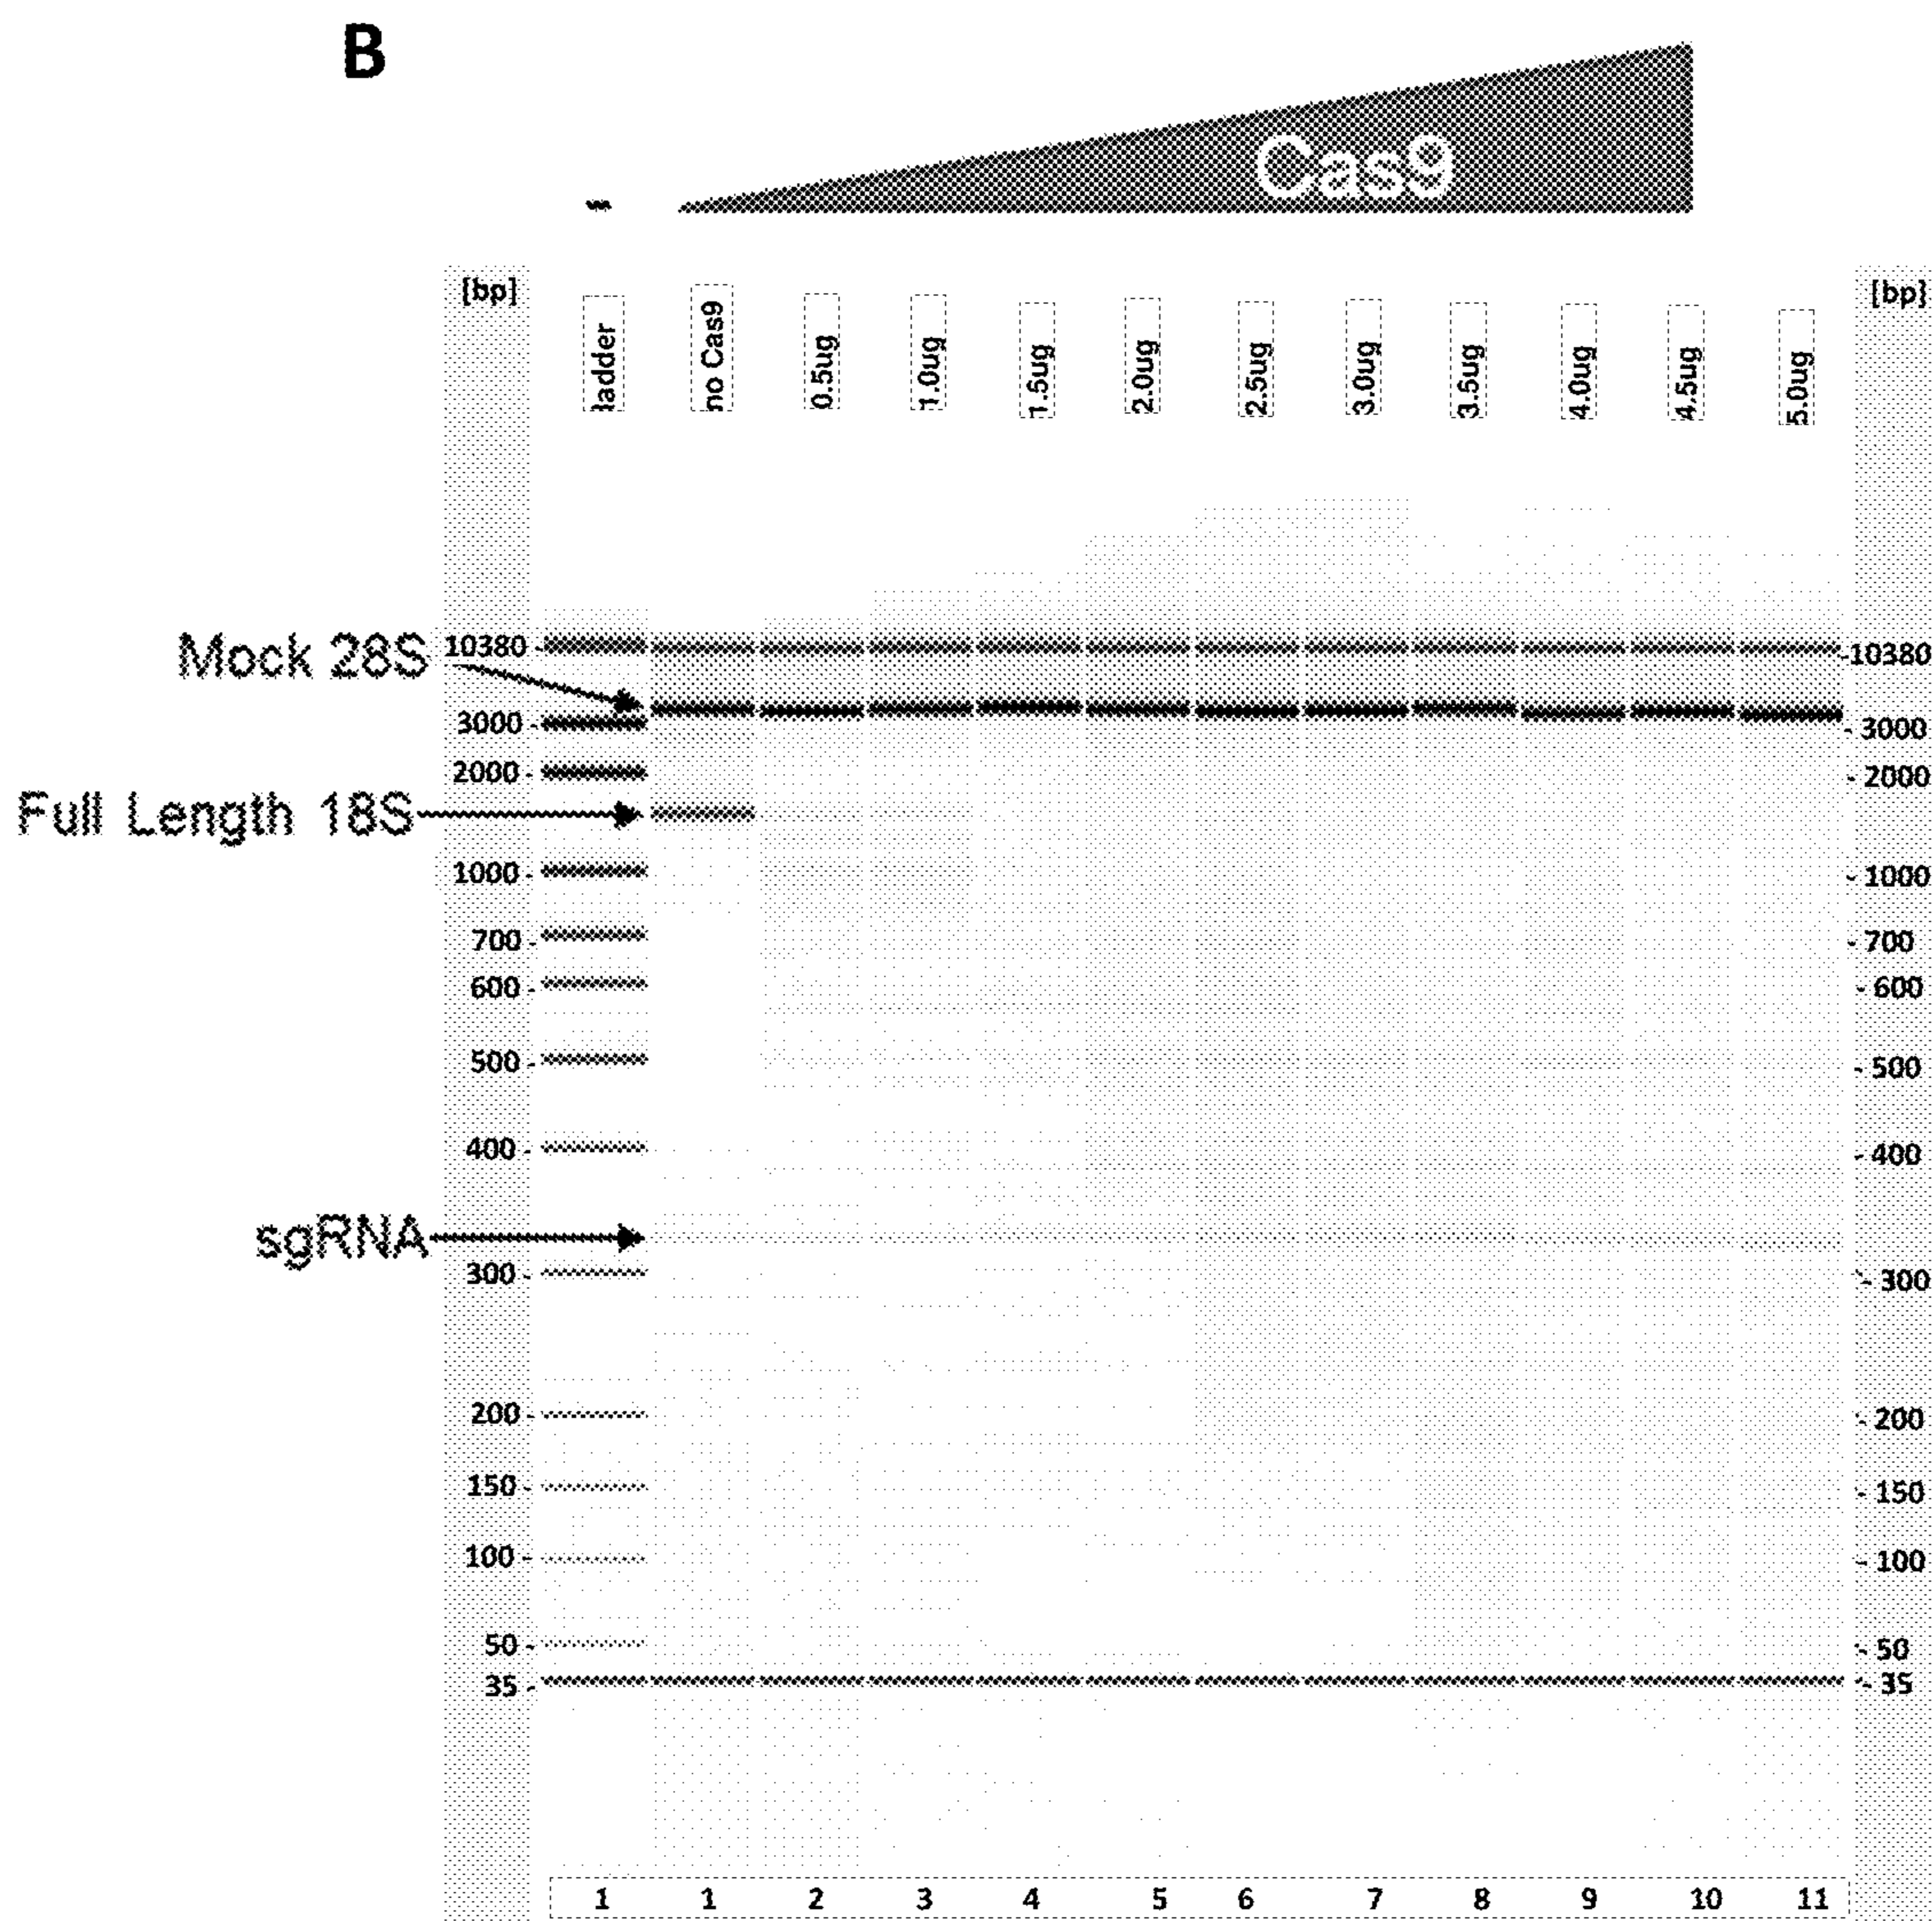 B
Cas9
-
[bp] ladder no Cas9 0.5ug 1.0ug 1.5ug 2.0ug 2.5ug 3.0ug 3.5ug 4.0ug 4.5ug 5.0ug [bp]
Mock 28S 10380 - - 10380
3000 - - 3000
2000 - - 2000
Full Length 18S
1000 - - 1000
700 - - 700
600 - - 600
500 - - 500
400 - - 400
sgRNA
300 - - 300
200 - - 200
150 - - 150
100 - - 100
50 - - 50
35 - - 35
1 1 2 3 4 5 6 7 8 9 10 11